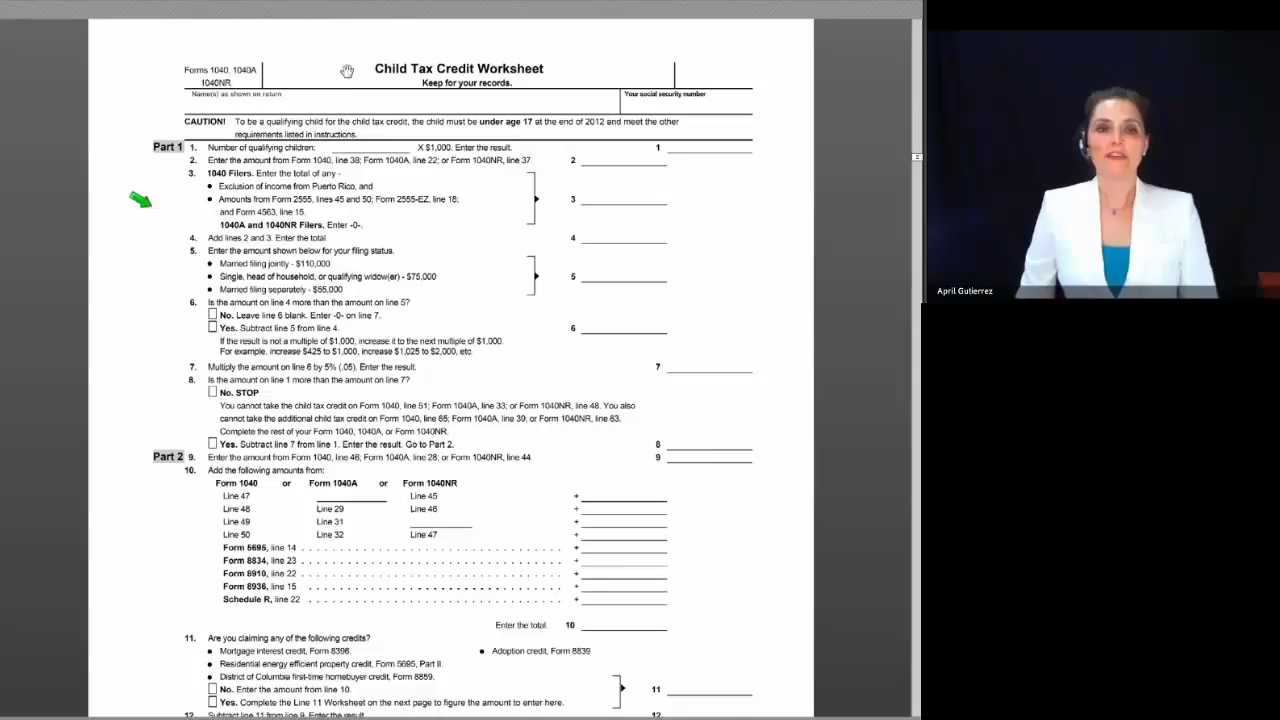 Forms 1040, 1040A
1040NR
Child Tax Credit Worksheet
Keep for your records.
Name(s) as shown on return
Your social security number
CAUTION! To be a qualifying child for the child tax credit, the child must be under age 17 at the end of 2012 and meet the other
requirements listed in instructions.
Part 1 1. Number of qualifying children: X $1,000. Enter the result. 1
2. Enter the amount from Form 1040, line 38; Form 1040A, line 22; or Form 1040NR, line 37. 2
3. 1040 Filers. Enter the total of any -
• Exclusion of income from Puerto Rico, and
• Amounts from Form 2555, lines 45 and 50; Form 2555-EZ, line 18; 3
and Form 4563, line 15.
1040A and 1040NR Filers. Enter -0-.
4. Add lines 2 and 3. Enter the total. 4
5. Enter the amount shown below for your filing status.
• Married filing jointly - $110,000
• Single, head of household, or qualifying widow(er) - $75,000 5
• Married filing separately - $55,000
6. Is the amount on line 4 more than the amount on line 5?
No. Leave line 6 blank. Enter -0- on line 7.
Yes. Subtract line 5 from line 4. 6
If the result is not a multiple of $1,000, increase it to the next multiple of $1,000.
For example, increase $425 to $1,000, increase $1,025 to $2,000, etc.
7. Multiply the amount on line 6 by 5% (.05). Enter the result. 7
8. Is the amount on line 1 more than the amount on line 7?
No. STOP
You cannot take the child tax credit on Form 1040, line 51; Form 1040A, line 33; or Form 1040NR, line 48. You also
cannot take the additional child tax credit on Form 1040, line 65; Form 1040A, line 39; or Form 1040NR, line 63.
Complete the rest of your Form 1040, 1040A, or Form 1040NR.
Yes. Subtract line 7 from line 1. Enter the result. Go to Part 2. 8
Part 2 9. Enter the amount from Form 1040, line 46; Form 1040A, line 28; or Form 1040NR, line 44 9
10. Add the following amounts from:
Form 1040 or Form 1040A or Form 1040NR
Line 47 Line 45 +
Line 48 Line 29 Line 46 +
Line 49 Line 31 +
Line 50 Line 32 Line 47 +
Form 5695, line 14 +
Form 8834, line 23 +
Form 8910, line 22 +
Form 8936, line 15 +
Schedule R, line 22 +
Enter the total. 10
11. Are you claiming any of the following credits?
• Mortgage interest credit, Form 8396. • Adoption credit, Form 8839
• Residential energy efficient property credit, Form 5695, Part II.
• District of Columbia first-time homebuyer credit, Form 8859.
No. Enter the amount from line 10. 11
Yes. Complete the Line 11 Worksheet on the next page to figure the amount to enter here.
12. Subtract line 11 from line 9. Enter the result. 12
April Gutierrez